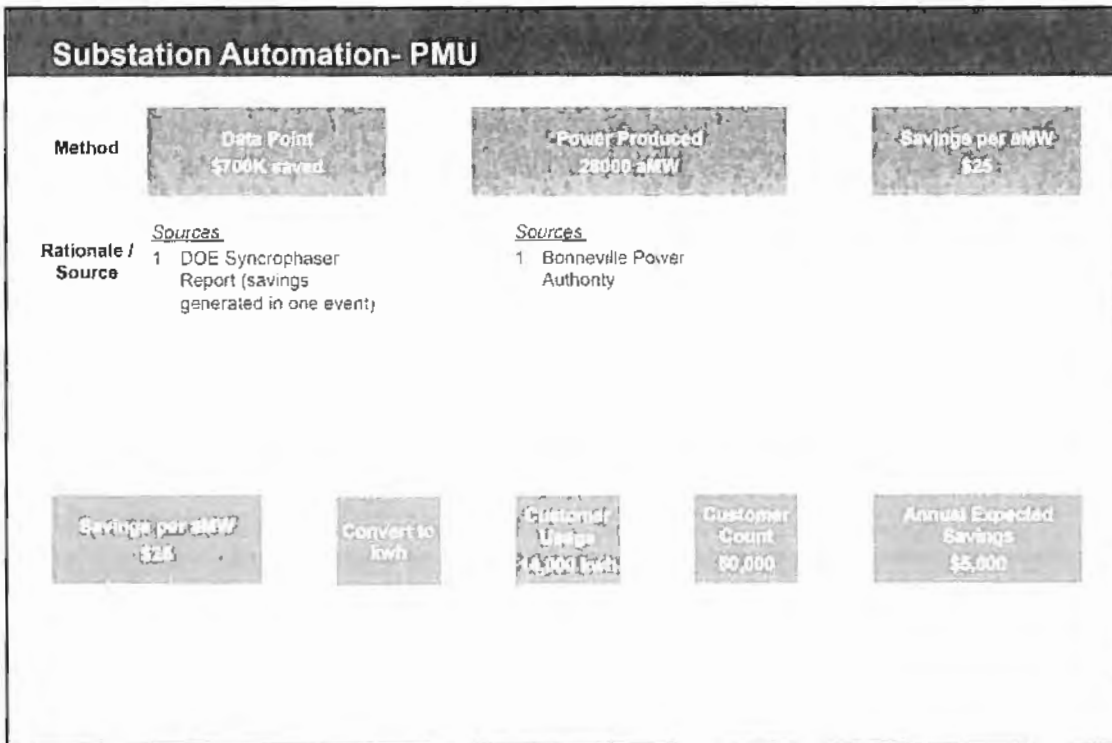 Substation Automation- PMU
Method
Data Point
$700K saved
Power Produced
28000 aMW
Savings per aMW
$25
Rationale /
Source
Sources
1 DOE Syncrophaser
Report (savings
generated in one event)
Sources
1 Bonneville Power
Authority
Savings per aMW
$25
Convert to
kwh
Customer
Usage
14,000 kwh
Customer
Count
Annual Expected
Savings
$5,000